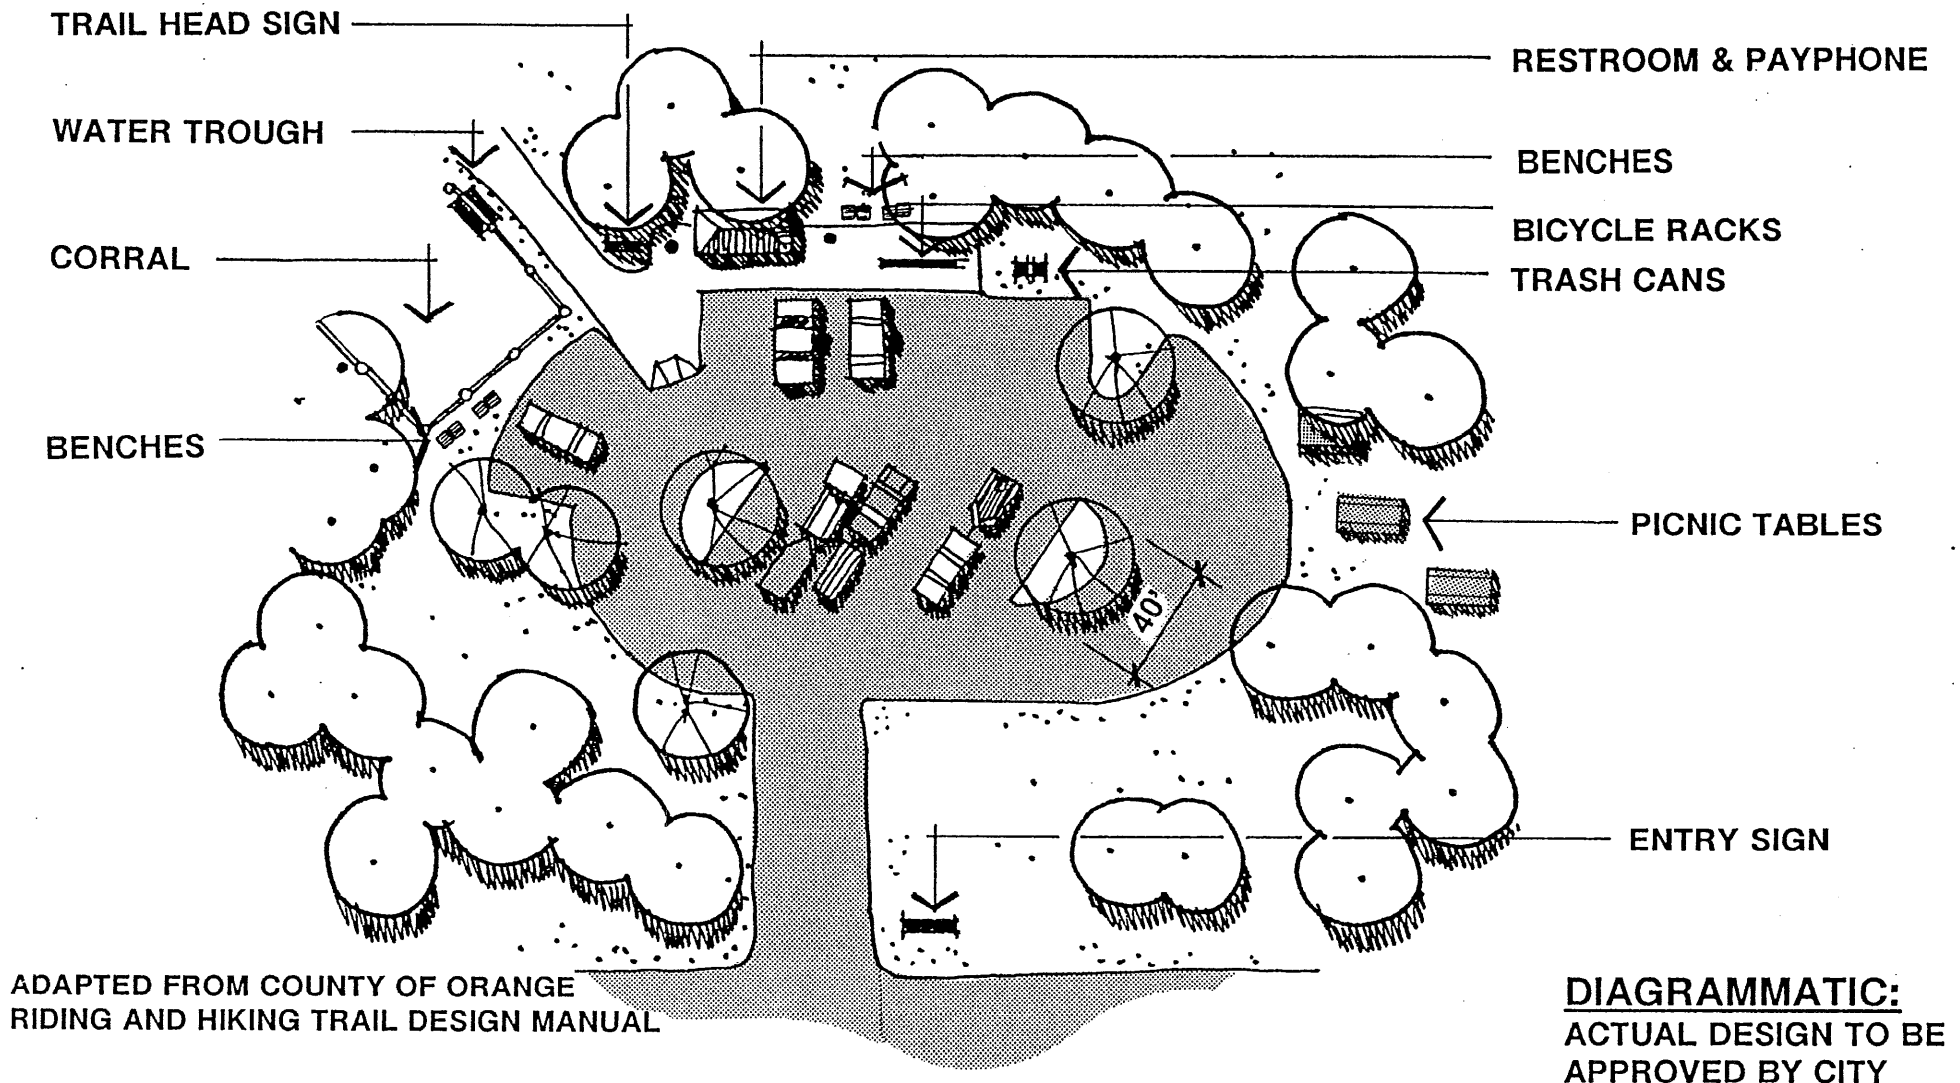 TRAIL HEAD SIGN
RESTROOM & PAYPHONE
WATER TROUGH
BENCHES
BICYCLE RACKS
CORRAL
TRASH CANS
BENCHES
PICNIC TABLES
40'
ENTRY SIGN
ADAPTED FROM COUNTY OF ORANGE
RIDING AND HIKING TRAIL DESIGN MANUAL
DIAGRAMMATIC:
ACTUAL DESIGN TO BE
APPROVED BY CITY